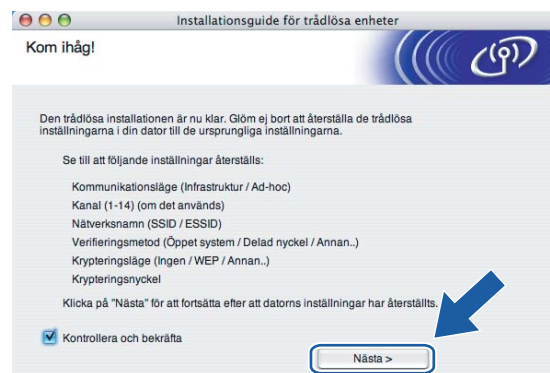 Installationsguide för trådlösa enheter
Kom ihåg!
Den trådlösa installationen är nu klar. Glöm ej bort att återställa de trådlösa
inställningarna i din dator till de ursprungliga inställningarna.
Se till att följande inställningar återställs:
Kommunikationsläge (Infrastruktur / Ad-hoc)
Kanal (1-14) (om det används)
Nätverksnamn (SSID / ESSID)
Verifieringsmetod (Öppet system / Delad nyckel / Annan..)
Krypteringsläge (Ingen / WEP / Annan..)
Krypteringsnyckel
Klicka på "Nästa" för att fortsätta efter att datorns inställningar har återställts.
Kontrollera och bekräfta
Nästa >